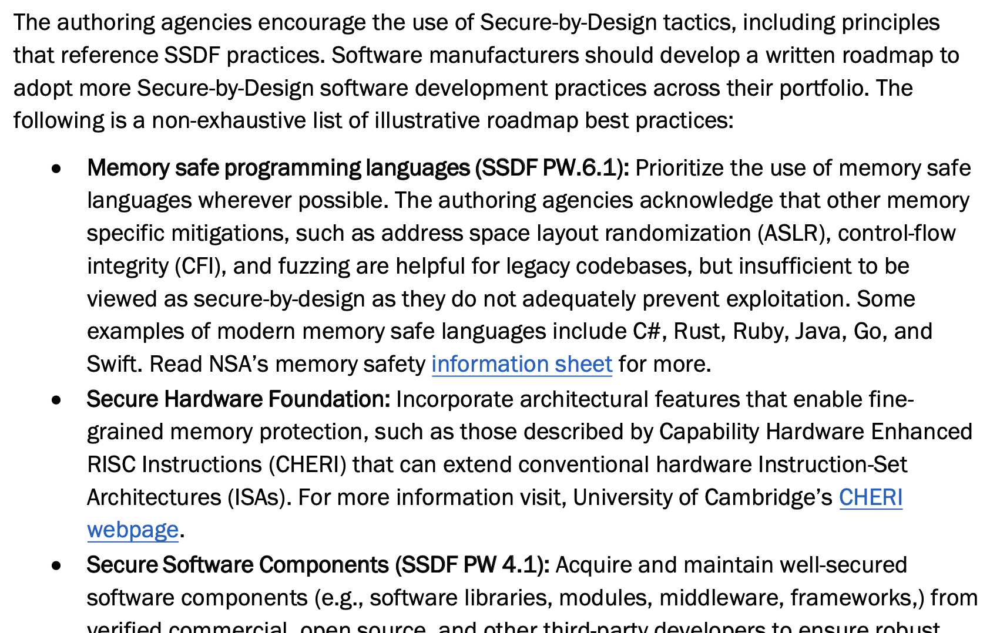 The authoring agencies encourage the use of Secure-by-Design tactics, including principles
that reference SSDF practices. Software manufacturers should develop a written roadmap to
adopt more Secure-by-Design software development practices across their portfolio. The
following is a non-exhaustive list of illustrative roadmap best practices:
• Memory safe programming languages (SSDF PW.6.1): Prioritize the use of memory safe
languages wherever possible. The authoring agencies acknowledge that other memory
specific mitigations, such as address space layout randomization (ASLR), control-flow
integrity (CFI), and fuzzing are helpful for legacy codebases, but insufficient to be
viewed as secure-by-design as they do not adequately prevent exploitation. Some
examples of modern memory safe languages include C#, Rust, Ruby, Java, Go, and
Swift. Read NSA’s memory safety information sheet for more.
• Secure Hardware Foundation: Incorporate architectural features that enable fine-
grained memory protection, such as those described by Capability Hardware Enhanced
RISC Instructions (CHERI) that can extend conventional hardware Instruction-Set
Architectures (ISAs). For more information visit, University of Cambridge’s CHERI
webpage.
• Secure Software Components (SSDF PW 4.1): Acquire and maintain well-secured
software components (e.g., software libraries, modules, middleware, frameworks,) from
verified commercial, open source, and other third-party developers to ensure robust